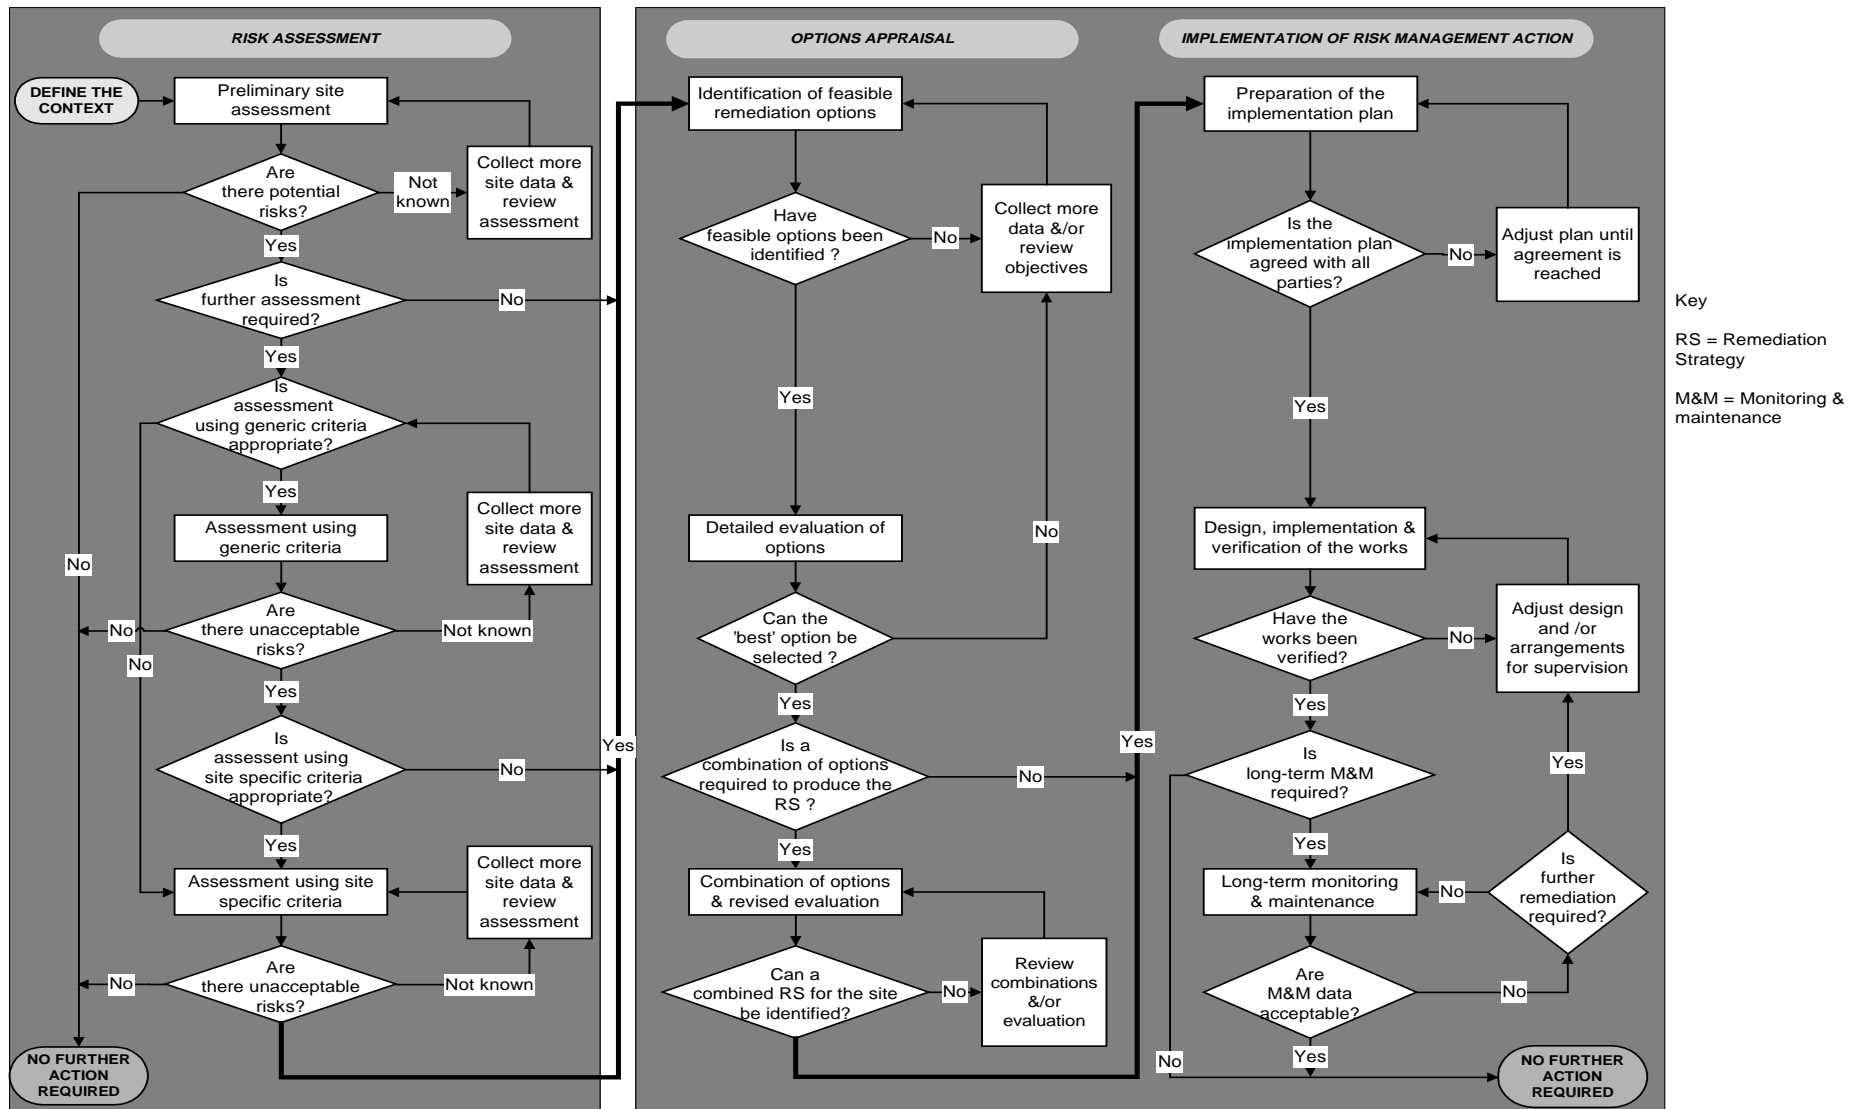 RISK ASSESSMENT
DEFINE THE
CONTEXT
Preliminary site
assessment
Are
there potential
risks?
Not
known
Collect more
site data &
review
assessment
Yes
Is
further assessment
required?
No
Yes
Is
assessment
using generic criteria
appropriate?
Yes
Assessment using
generic criteria
Collect more
site data &
review
assessment
No
Are
there unacceptable
risks?
No
Not known
No
Yes
Is
assessent using
site specific criteria
appropriate?
No
Yes
Yes
Assessment using site
specific criteria
Collect more
site data &
review
assessment
Are
there unacceptable
risks?
No
Not known
NO FURTHER
ACTION
REQUIRED
OPTIONS APPRAISAL
Identification of feasible
remediation options
Have
feasible options been
identified ?
No
Collect more
data &/or
review
objectives
Yes
Detailed evaluation of
options
No
Can the
'best' option be
selected ?
Yes
Is a
combination of options
required to produce the
RS ?
No
Yes
Yes
Combination of options
& revised evaluation
Can a
combined RS for the site
be identified?
No
Review
combinations
&/or
evaluation
IMPLEMENTATION OF RISK MANAGEMENT ACTION
Preparation of the
implementation plan
Is the
implementation plan
agreed with all
parties?
No
Adjust plan until
agreement is
reached
Yes
Design, implementation &
verification of the works
Have the
works been
verified?
No
Adjust design
and /or
arrangements
for supervision
Yes
Is
long-term M&M
required?
Yes
Yes
Long-term monitoring
& maintenance
No
Is
further
remediation
required?
Are
M&M data
acceptable?
No
Yes
No
NO FURTHER
ACTION
REQUIRED
Key
RS = Remediation
Strategy
M&M = Monitoring &
maintenance